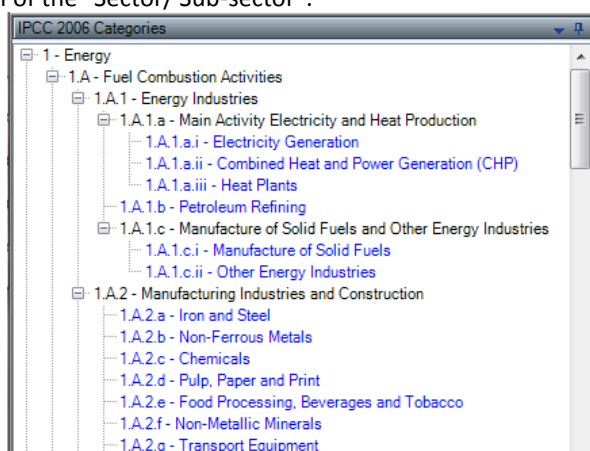 For the "Sector/ Sub-sector":
IPCC 2006 Categories
1 - Energy
1.A - Fuel Combustion Activities
1.A.1 - Energy Industries
1.A.1.a - Main Activity Electricity and Heat Production
1.A.1.a.i - Electricity Generation
1.A.1.a.ii - Combined Heat and Power Generation (CHP)
1.A.1.a.iii - Heat Plants
1.A.1.b - Petroleum Refining
1.A.1.c - Manufacture of Solid Fuels and Other Energy Industries
1.A.1.c.i - Manufacture of Solid Fuels
1.A.1.c.ii - Other Energy Industries
1.A.2 - Manufacturing Industries and Construction
1.A.2.a - Iron and Steel
1.A.2.b - Non-Ferrous Metals
1.A.2.c - Chemicals
1.A.2.d - Pulp, Paper and Print
1.A.2.e - Food Processing, Beverages and Tobacco
1.A.2.f - Non-Metallic Minerals
1.A.2.g - Transport Equipment